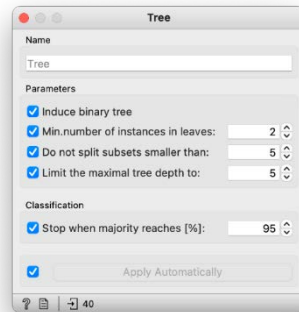 Tree
Name
Tree
Parameters
Induce binary tree
Min.number of instances in leaves: 2
Do not split subsets smaller than: 5
Limit the maximal tree depth to: 5
Classification
Stop when majority reaches [%]: 95
Apply Automatically
? 40